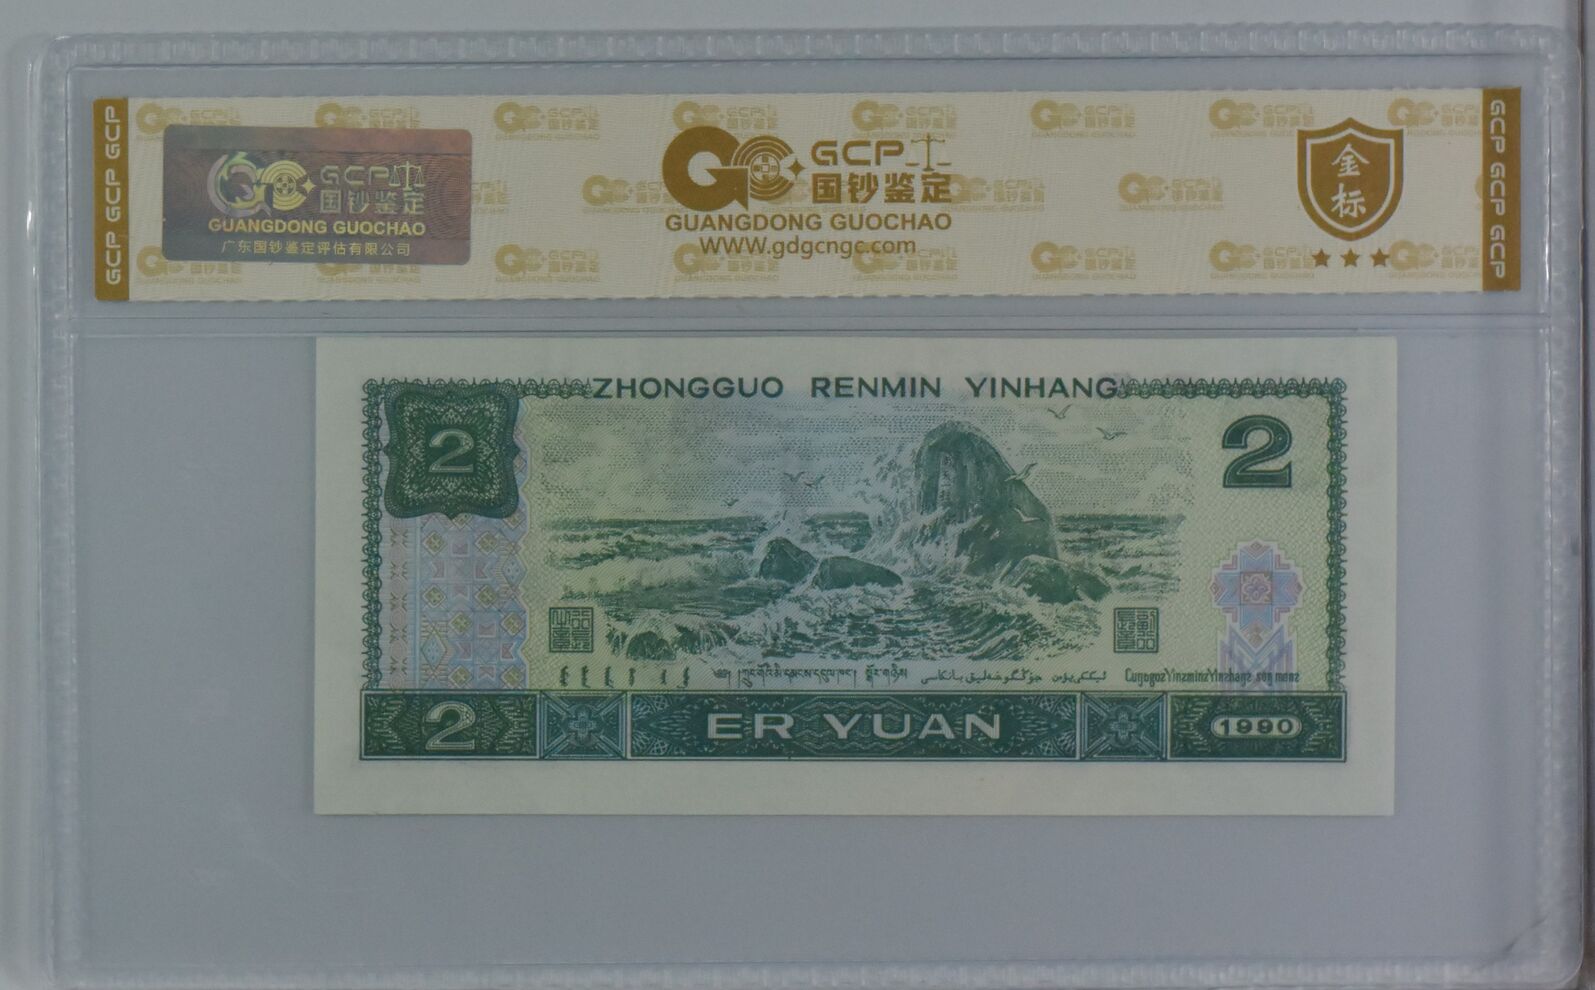 GCP GCP GCP
GCP
国钞鉴定
GUANGDONG GUOCHAO
广东国钞鉴定评估有限公司
GCP
国钞鉴定
GUANGDONG GUOCHAO
WWW.gdgcngc.com
金
标
GCP GCP GCP
ZHONGGUO RENMIN YINHANG
2
2
2
ER YUAN
1990